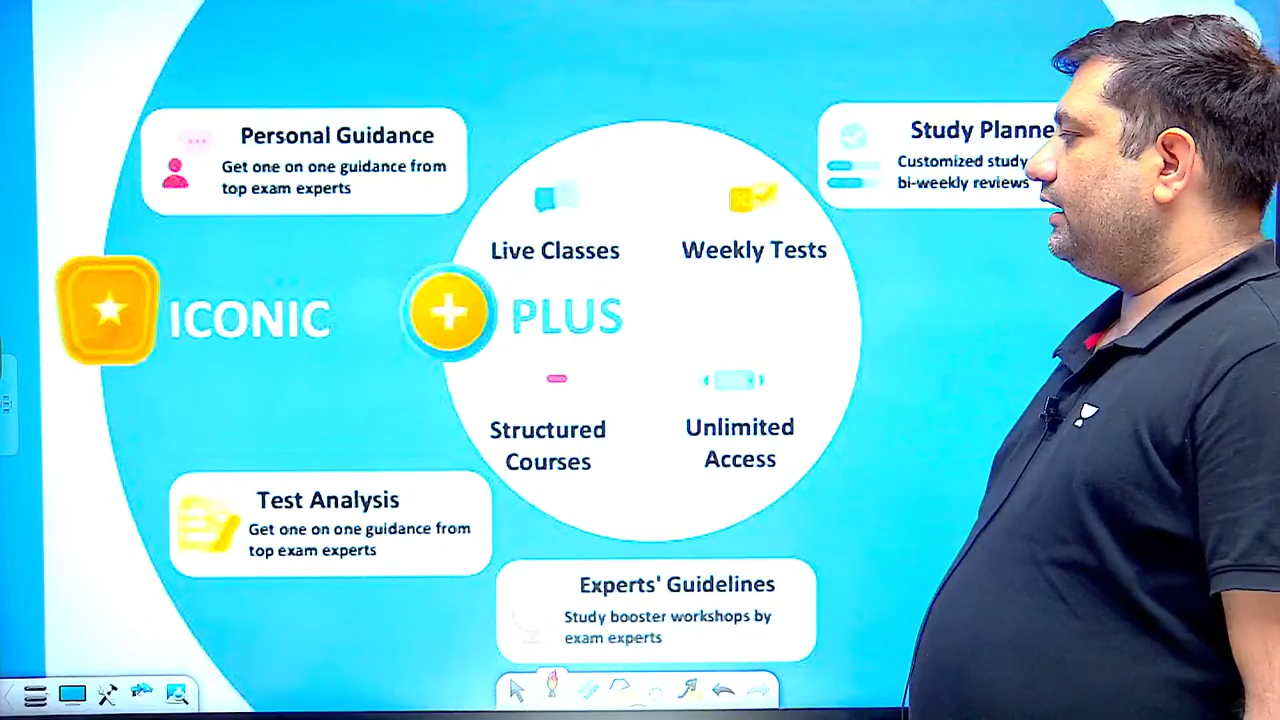 Personal Guidance
Get one on one guidance from
top exam experts
Study Planne
Customized study
bi-weekly reviews
Live Classes
Weekly Tests
ICONIC
PLUS
Structured
Courses
Unlimited
Access
Test Analysis
Get one on one guidance from
top exam experts
Experts' Guidelines
Study booster workshops by
exam experts